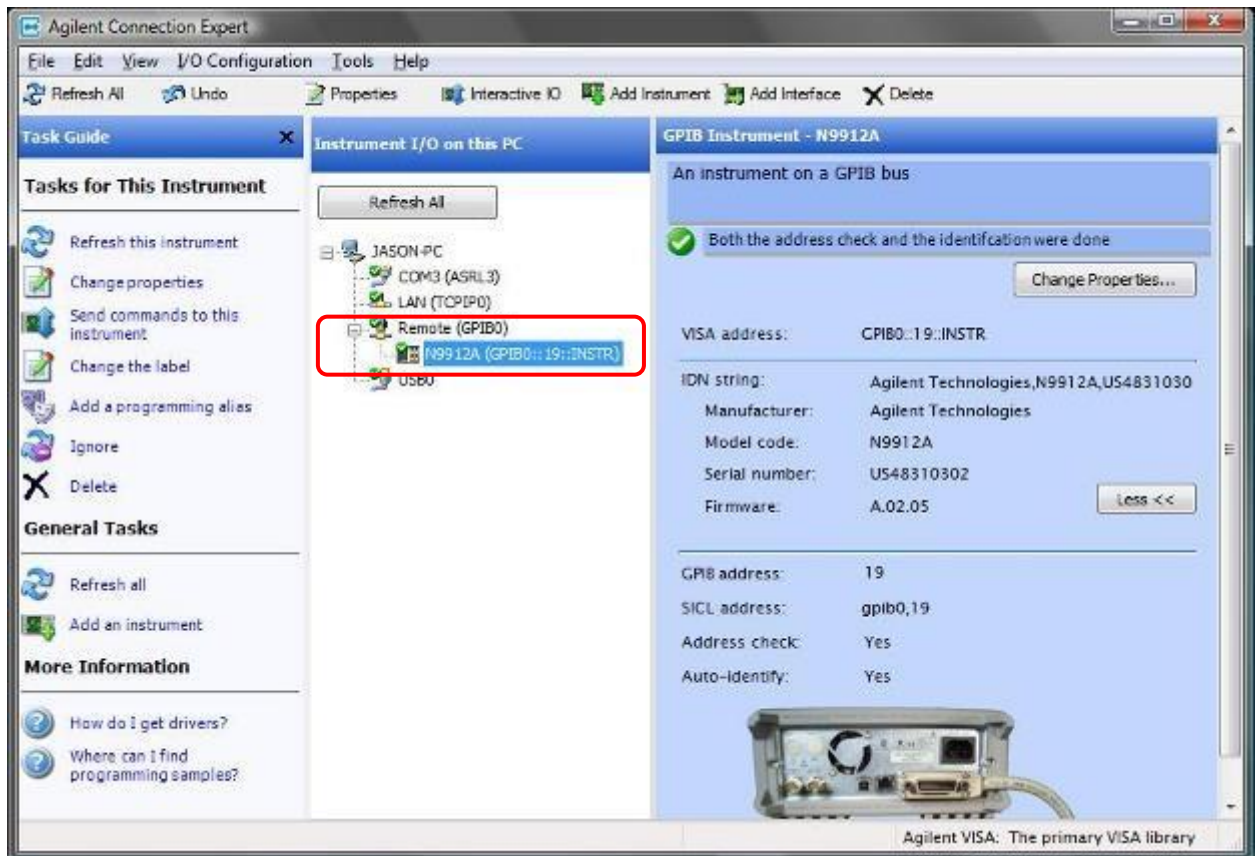 Agilent Connection Expert
File Edit View I/O Configuration Tools Help
Refresh All Undo Properties Interactive IO Add Instrument Add Interface Delete
Task Guide
Tasks for This Instrument
Refresh this instrument
Change properties
Send commands to this
instrument
Change the label
Add a programming alias
Ignore
Delete
General Tasks
Refresh all
Add an instrument
More Information
How do I get drivers?
Where can I find
programming samples?
Instrument I/O on this PC
Refresh All
JASON-PC
COM3 (ASRL3)
LAN (TCPIP0)
Remote (GPIB0)
N9912A (GPIB0::19::INSTR)
USB0
GPIB Instrument - N9912A
An instrument on a GPIB bus
Both the address check and the identifcation were done
Change Properties...
VISA address: GPIB0::19::INSTR
IDN string: Agilent Technologies,N9912A,US4831030
Manufacturer: Agilent Technologies
Model code: N9912A
Serial number: US48310302
Firmware: A.02.05
Less <<
GPIB address: 19
SICL address: gpib0,19
Address check: Yes
Auto-identify: Yes
Agilent VISA: The primary VISA library